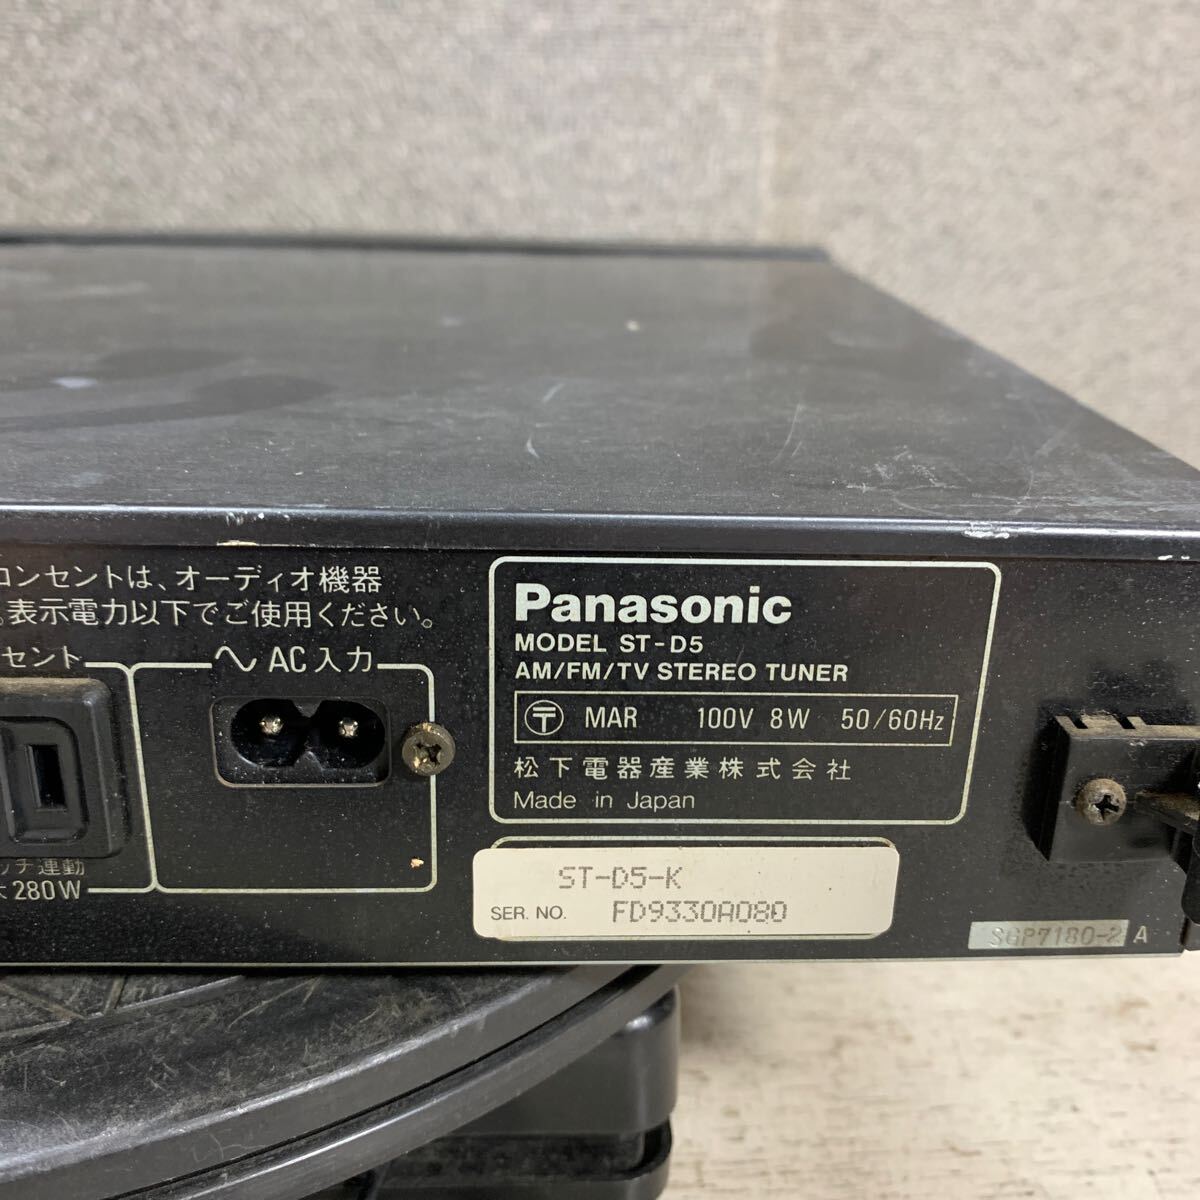 コンセントは、オーディオ機器
。表示電力以下でご使用ください。
セント
AC入力
ッチ連動
280W
Panasonic
MODEL ST-D5
AM/FM/TV STEREO TUNER
〒 MAR 100V 8W 50/60Hz
松下電器産業株式会社
Made in Japan
ST-D5-K
SER. NO. FD9330A080
SGP7180-2 A